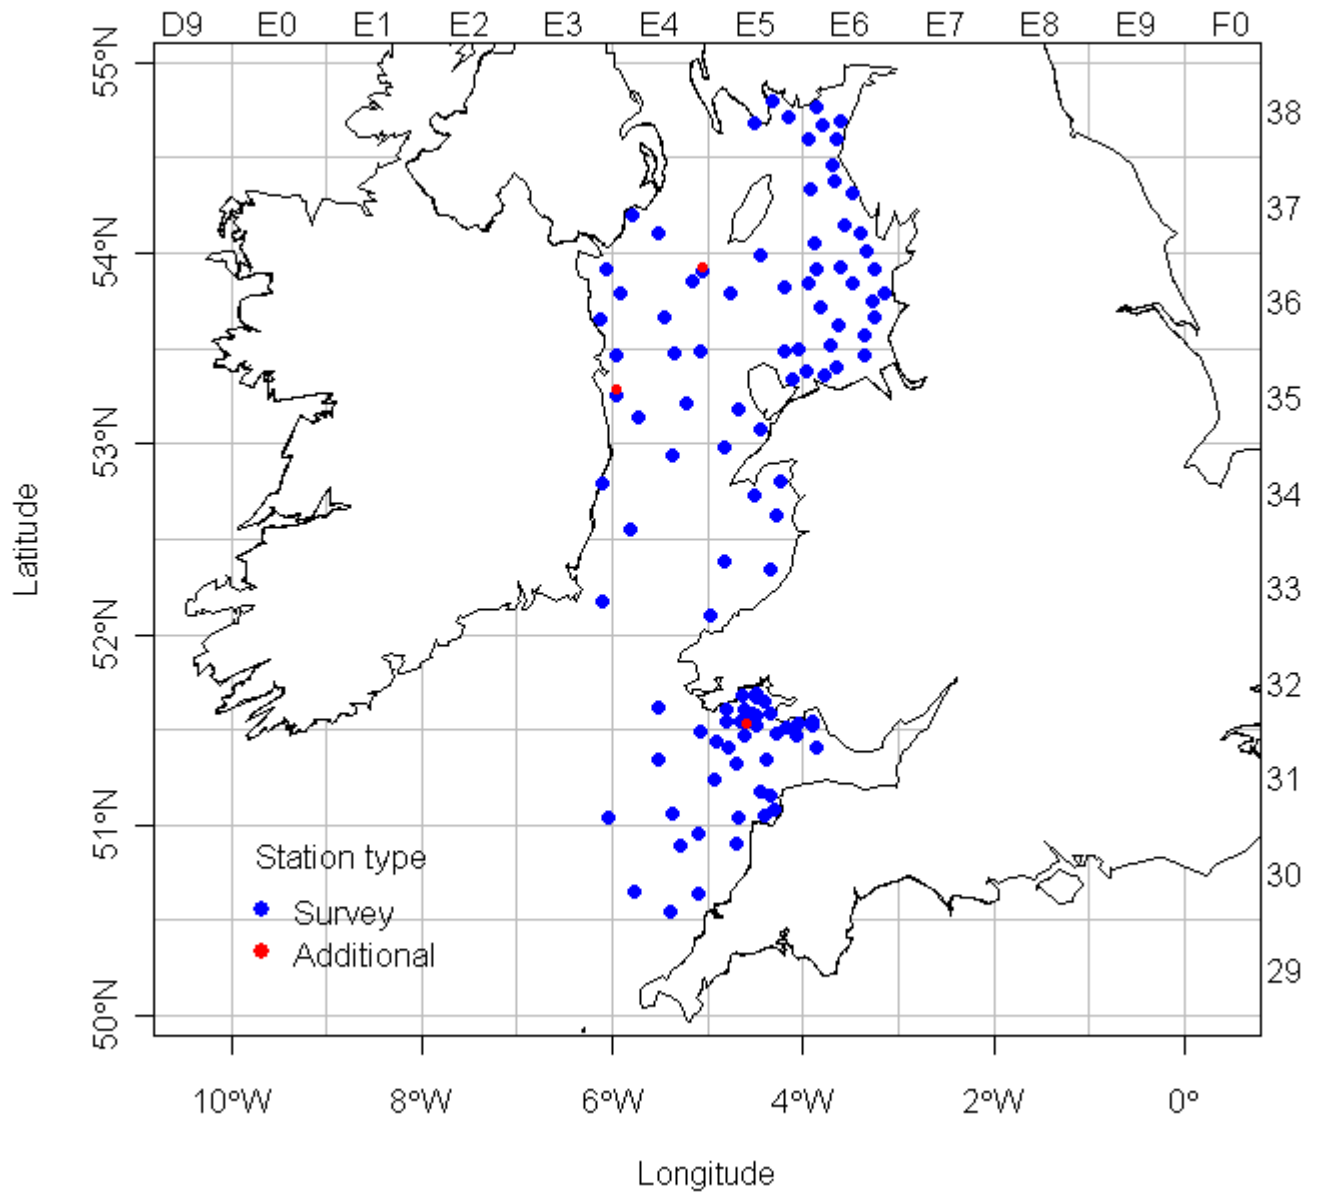 D9 E0 E1 E2 E3 E4 E5 E6 E7 E8 E9 F0
55°N
54°N
53°N
52°N
51°N
50°N
Latitude
38
37
36
35
34
33
32
31
30
29
Station type
Survey
Additional
10°W 8°W 6°W 4°W 2°W 0°
Longitude